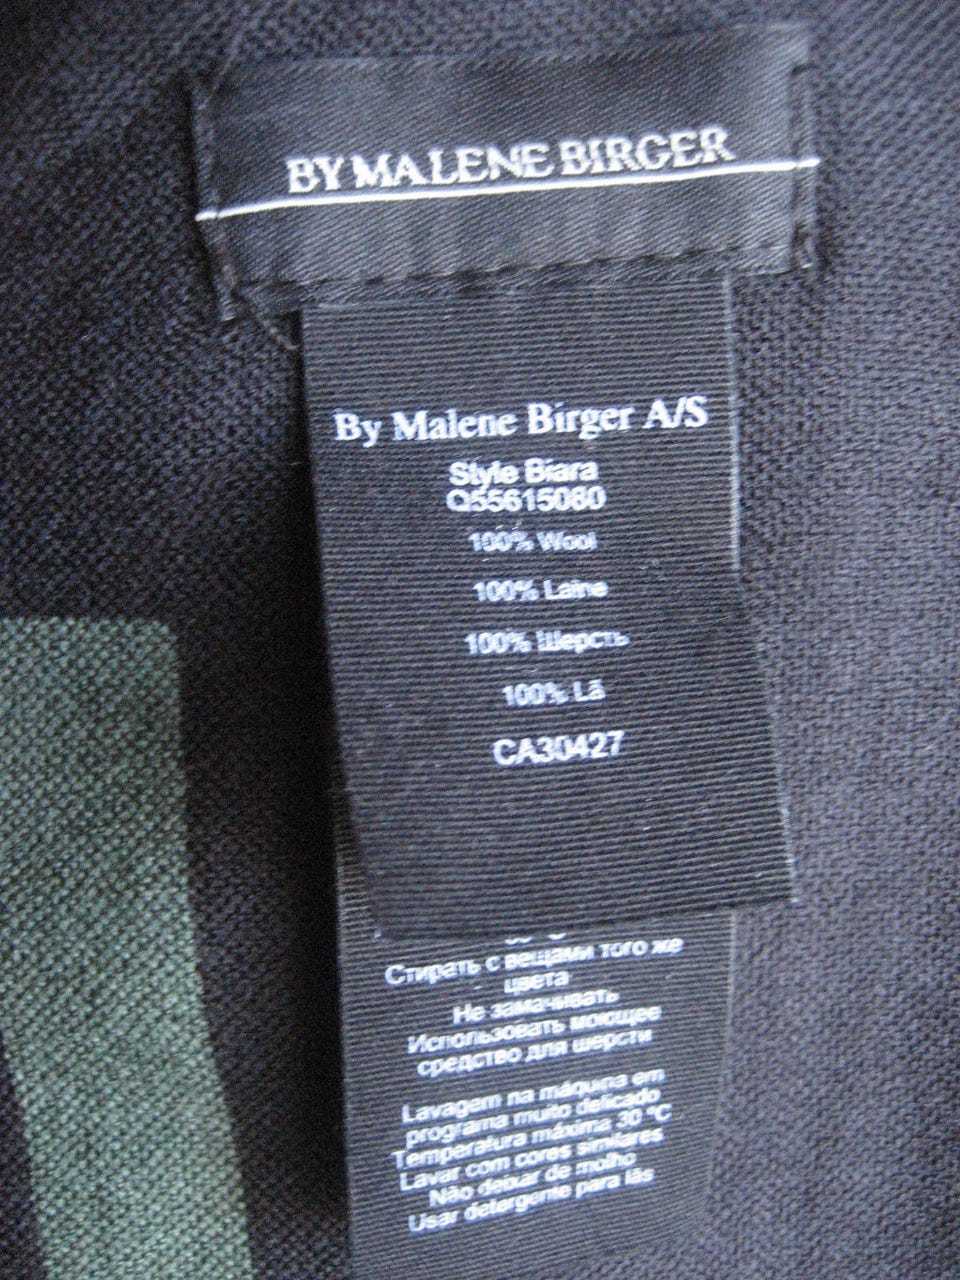 BY MALENE BIRGER
By Malene Birger A/S
Style Biara
Q55615080
100% Wool
100% Laine
100% Шерсть
100% Lã
CA30427
Стирать с вещами того же
цвета
Не замачивать
Использовать моющее
средство для шерсти
Lavagem na máquina em
programa muito delicado
Temperatura máxima 30 °C
Lavar com cores similares
Não deixar de molho
Usar detergente para lãs